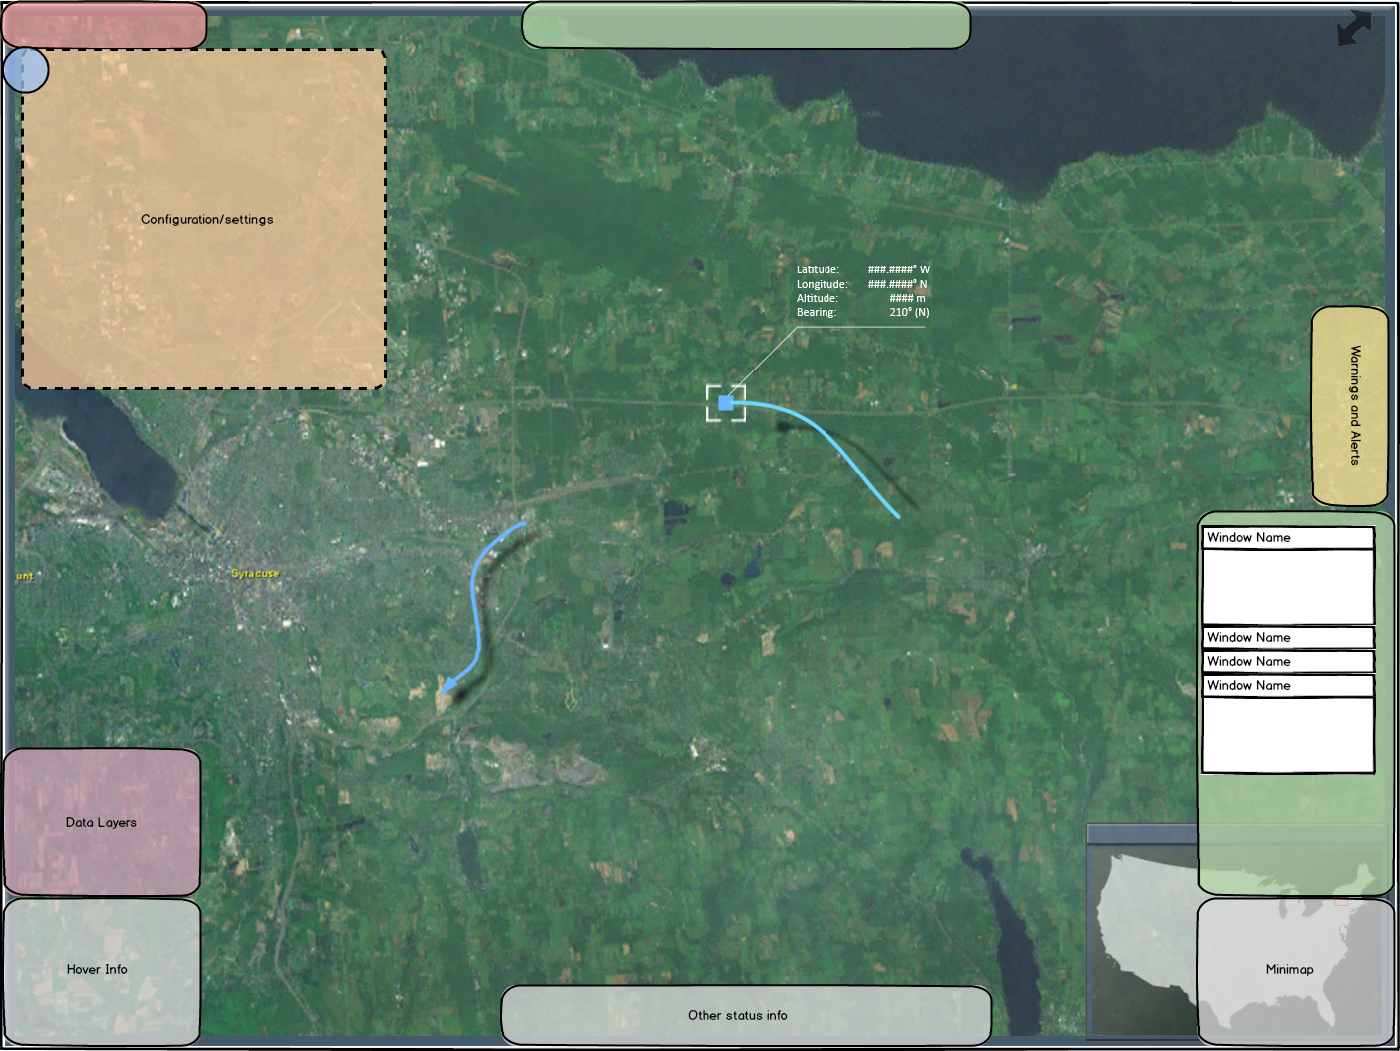 Configuration/settings
Latitude: ###.####° W
Longitude: ###.####° N
Altitude: #### m
Bearing: 210° (N)
Warnings and Alerts
Window Name
Window Name
Window Name
Window Name
Syracuse
unt
Data Layers
Hover Info
Other status info
Minimap